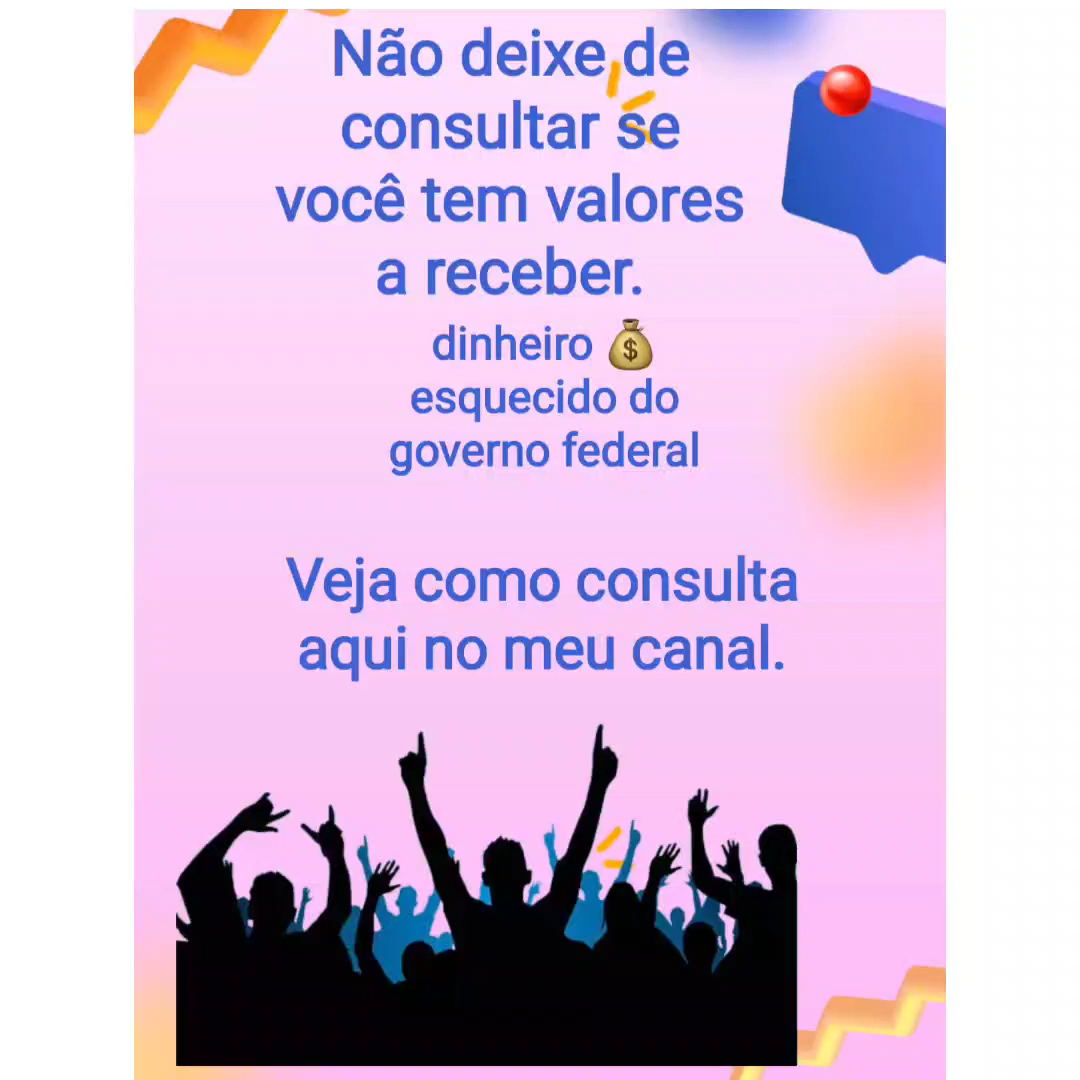 Não deixe de
consultar se
você tem valores
a receber.
dinheiro 💰
esquecido do
governo federal
Veja como consulta
aqui no meu canal.